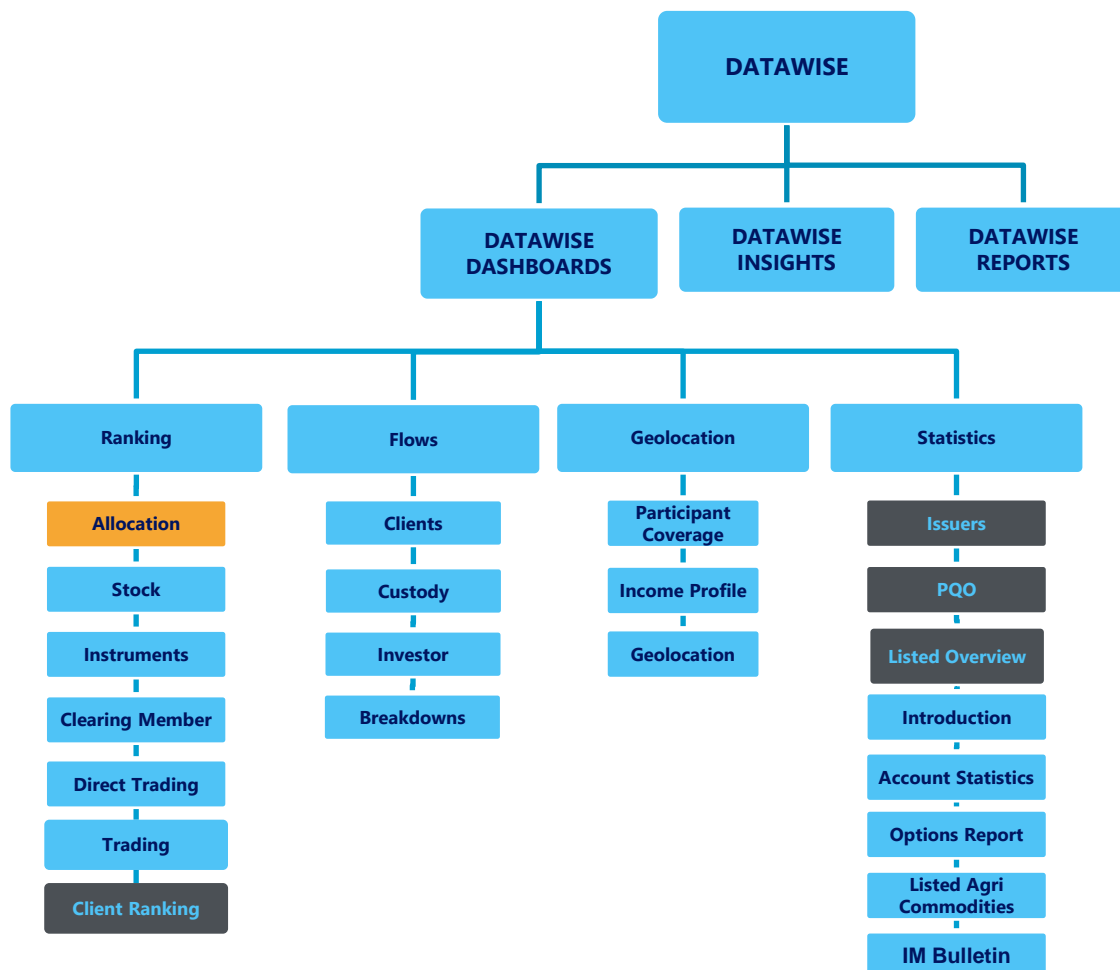 DATAWISE
DATAWISE
DASHBOARDS
DATAWISE
INSIGHTS
DATAWISE
REPORTS
Ranking
Flows
Geolocation
Statistics
Allocation
Stock
Instruments
Clearing Member
Direct Trading
Trading
Client Ranking
Clients
Custody
Investor
Breakdowns
Participant
Coverage
Income Profile
Geolocation
Issuers
PQO
Listed Overview
Introduction
Account Statistics
Options Report
Listed Agri
Commodities
IM Bulletin